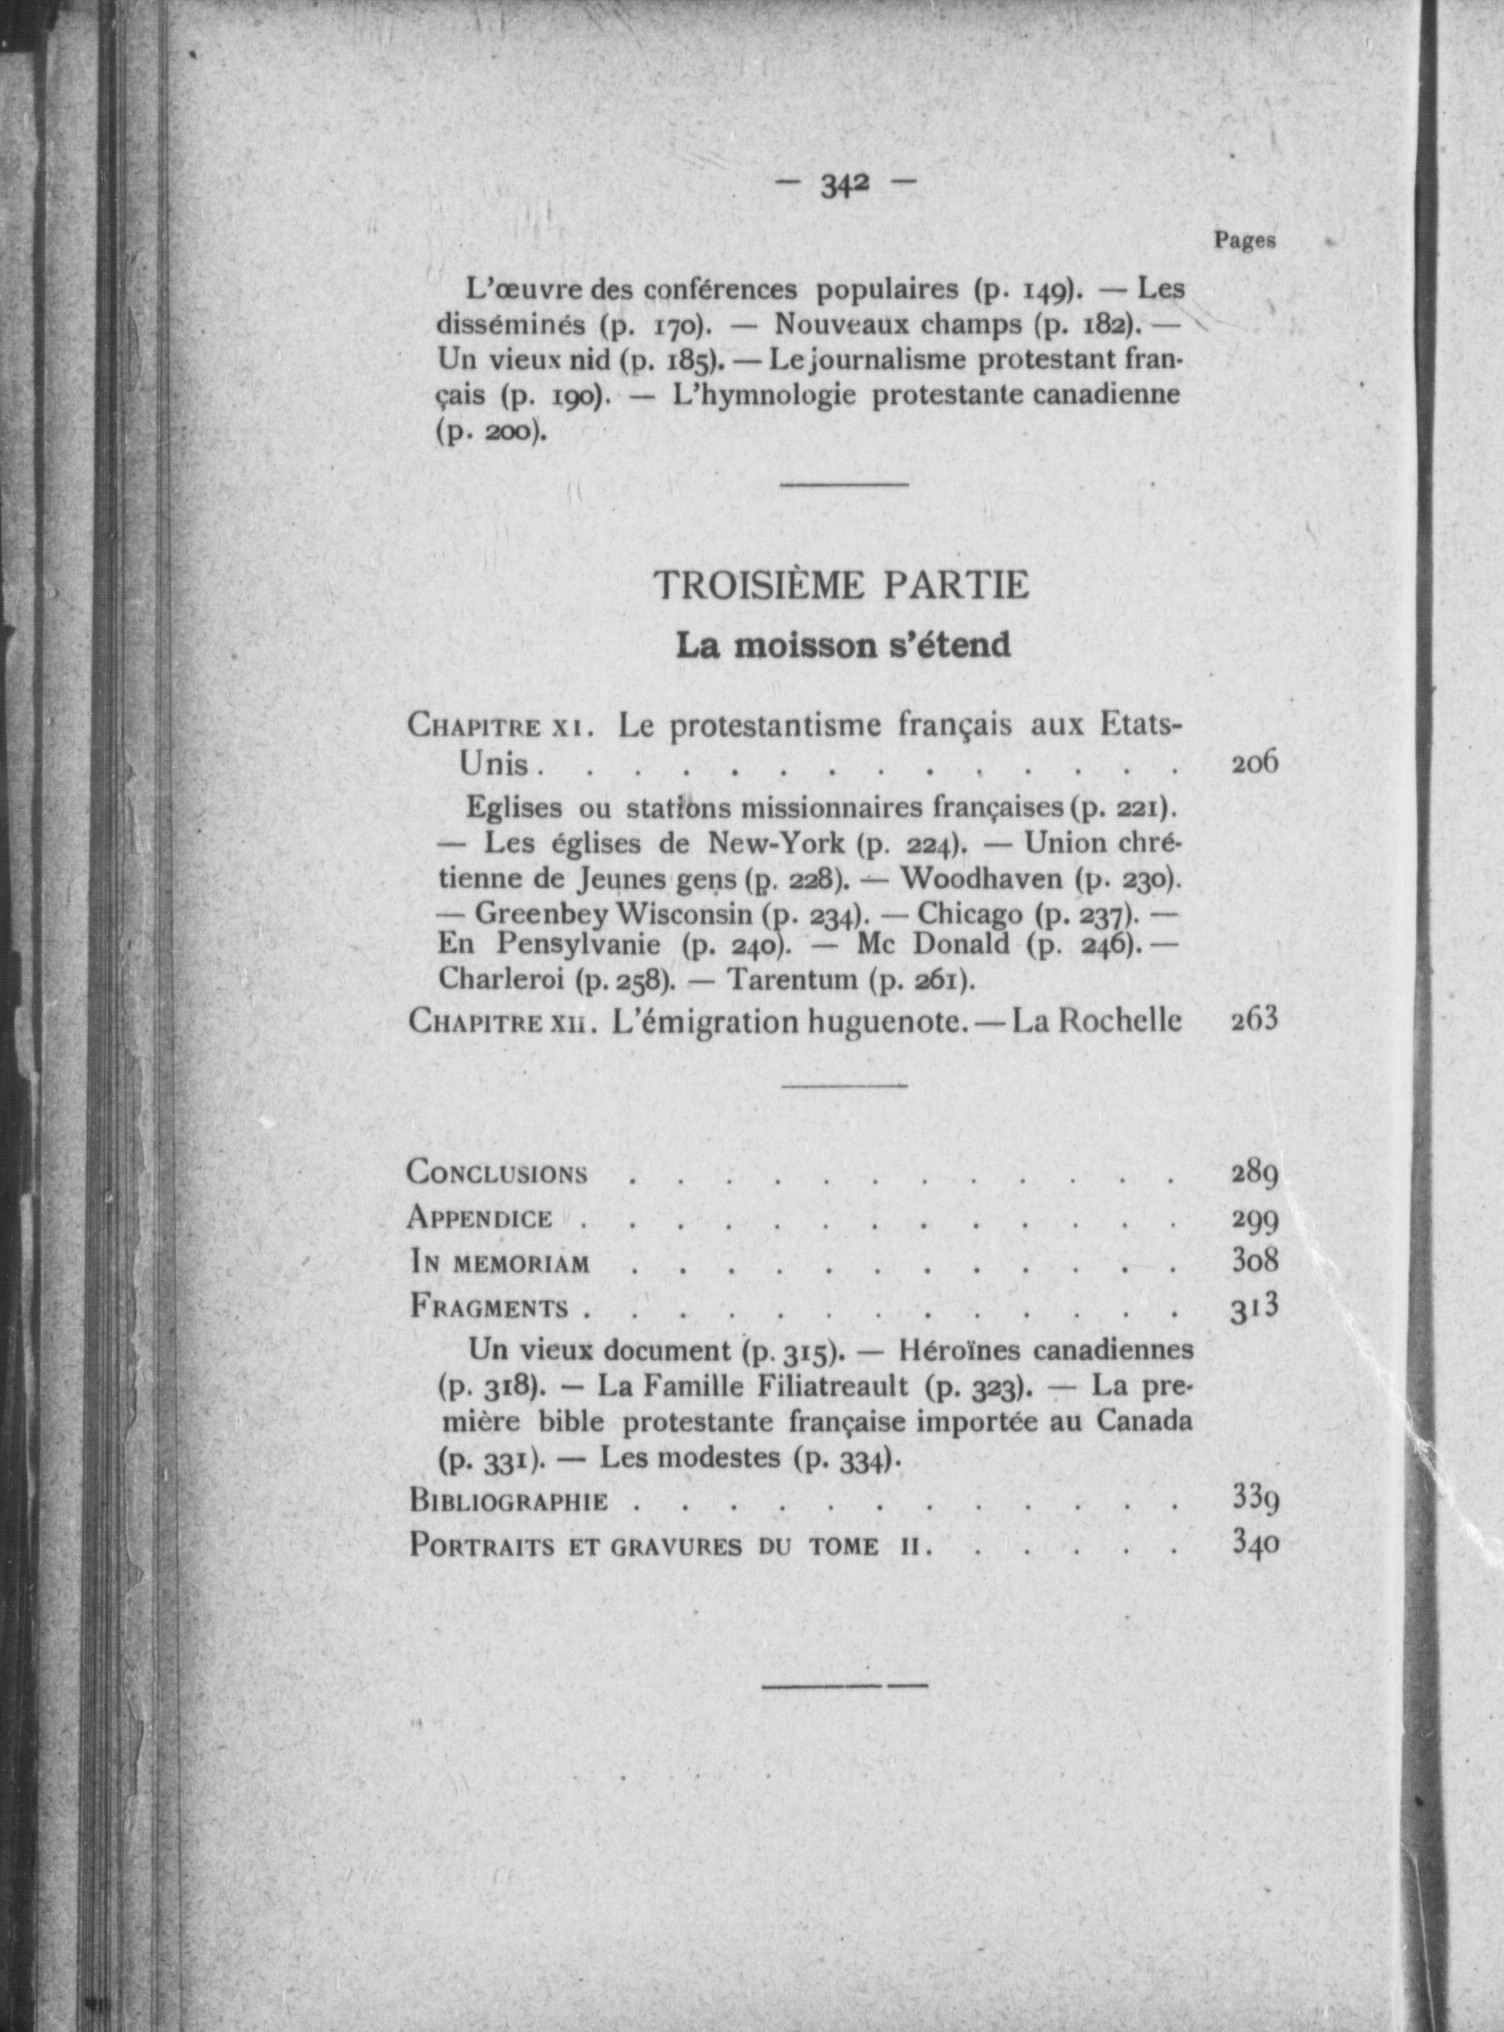 — 342 —
Pages
L'œuvre des conférences populaires (p. 149). — Les
disséminés (p. 170). — Nouveaux champs (p. 182). —
Un vieux nid (p. 185). — Le journalisme protestant fran-
çais (p. 190). — L'hymnologie protestante canadienne
(p. 200).
TROISIÈME PARTIE
La moisson s'étend
CHAPITRE XI. Le protestantisme français aux Etats-
Unis . . . . . . . . . . . . . . 206
Eglises ou stations missionnaires françaises (p. 221).
— Les églises de New-York (p. 224). — Union chré-
tienne de Jeunes gens (p. 228). — Woodhaven (p. 230).
— Greenbey Wisconsin (p. 234). — Chicago (p. 237). —
En Pensylvanie (p. 240). — Mc Donald (p. 246). —
Charleroi (p. 258). — Tarentum (p. 261).
CHAPITRE XII. L'émigration huguenote. — La Rochelle 263
CONCLUSIONS . . . . . . . . . . . . 289
APPENDICE . . . . . . . . . . . . . 299
IN MEMORIAM . . . . . . . . . . . . 308
FRAGMENTS . . . . . . . . . . . . . 313
Un vieux document (p. 315). — Héroïnes canadiennes
(p. 318). — La Famille Filiatreault (p. 323). — La pre-
mière bible protestante française importée au Canada
(p. 331). — Les modestes (p. 334).
BIBLIOGRAPHIE . . . . . . . . . . . . 339
PORTRAITS ET GRAVURES DU TOME II . . . . . . 340